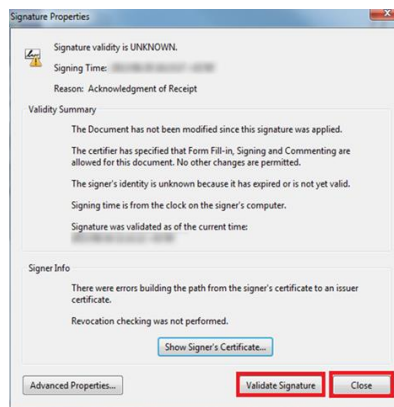 Signature Properties
Signature validity is UNKNOWN.
Signing Time:
Reason: Acknowledgment of Receipt
Validity Summary
The Document has not been modified since this signature was applied.
The certifier has specified that Form Fill-in, Signing and Commenting are
allowed for this document. No other changes are permitted.
The signer's identity is unknown because it has expired or is not yet valid.
Signing time is from the clock on the signer's computer.
Signature was validated as of the current time:
Signer Info
There were errors building the path from the signer's certificate to an issuer
certificate.
Revocation checking was not performed.
Show Signer's Certificate...
Advanced Properties...
Validate Signature
Close